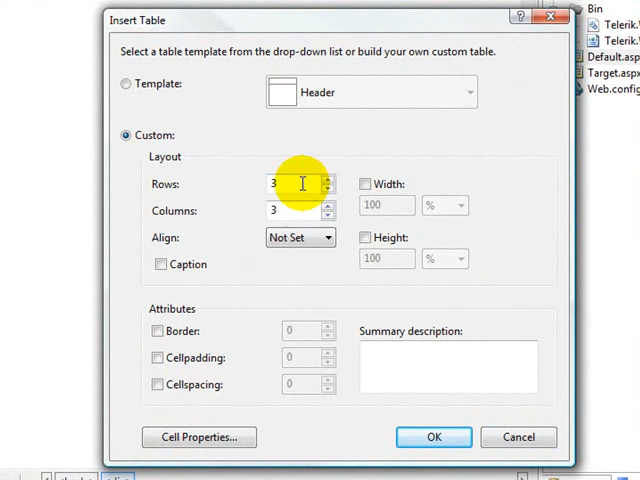 Insert Table
?
Bin
Telerik.
Telerik.V
Default.asp
Target.aspx
Web.config
Select a table template from the drop-down list or build your own custom table.
Template:
Header
Custom:
Layout
Rows:
3
Width:
100
%
Columns:
3
Align:
Not Set
Height:
100
%
Caption
Attributes
Border:
0
Summary description:
Cellpadding:
0
Cellspacing:
0
Cell Properties...
OK
Cancel